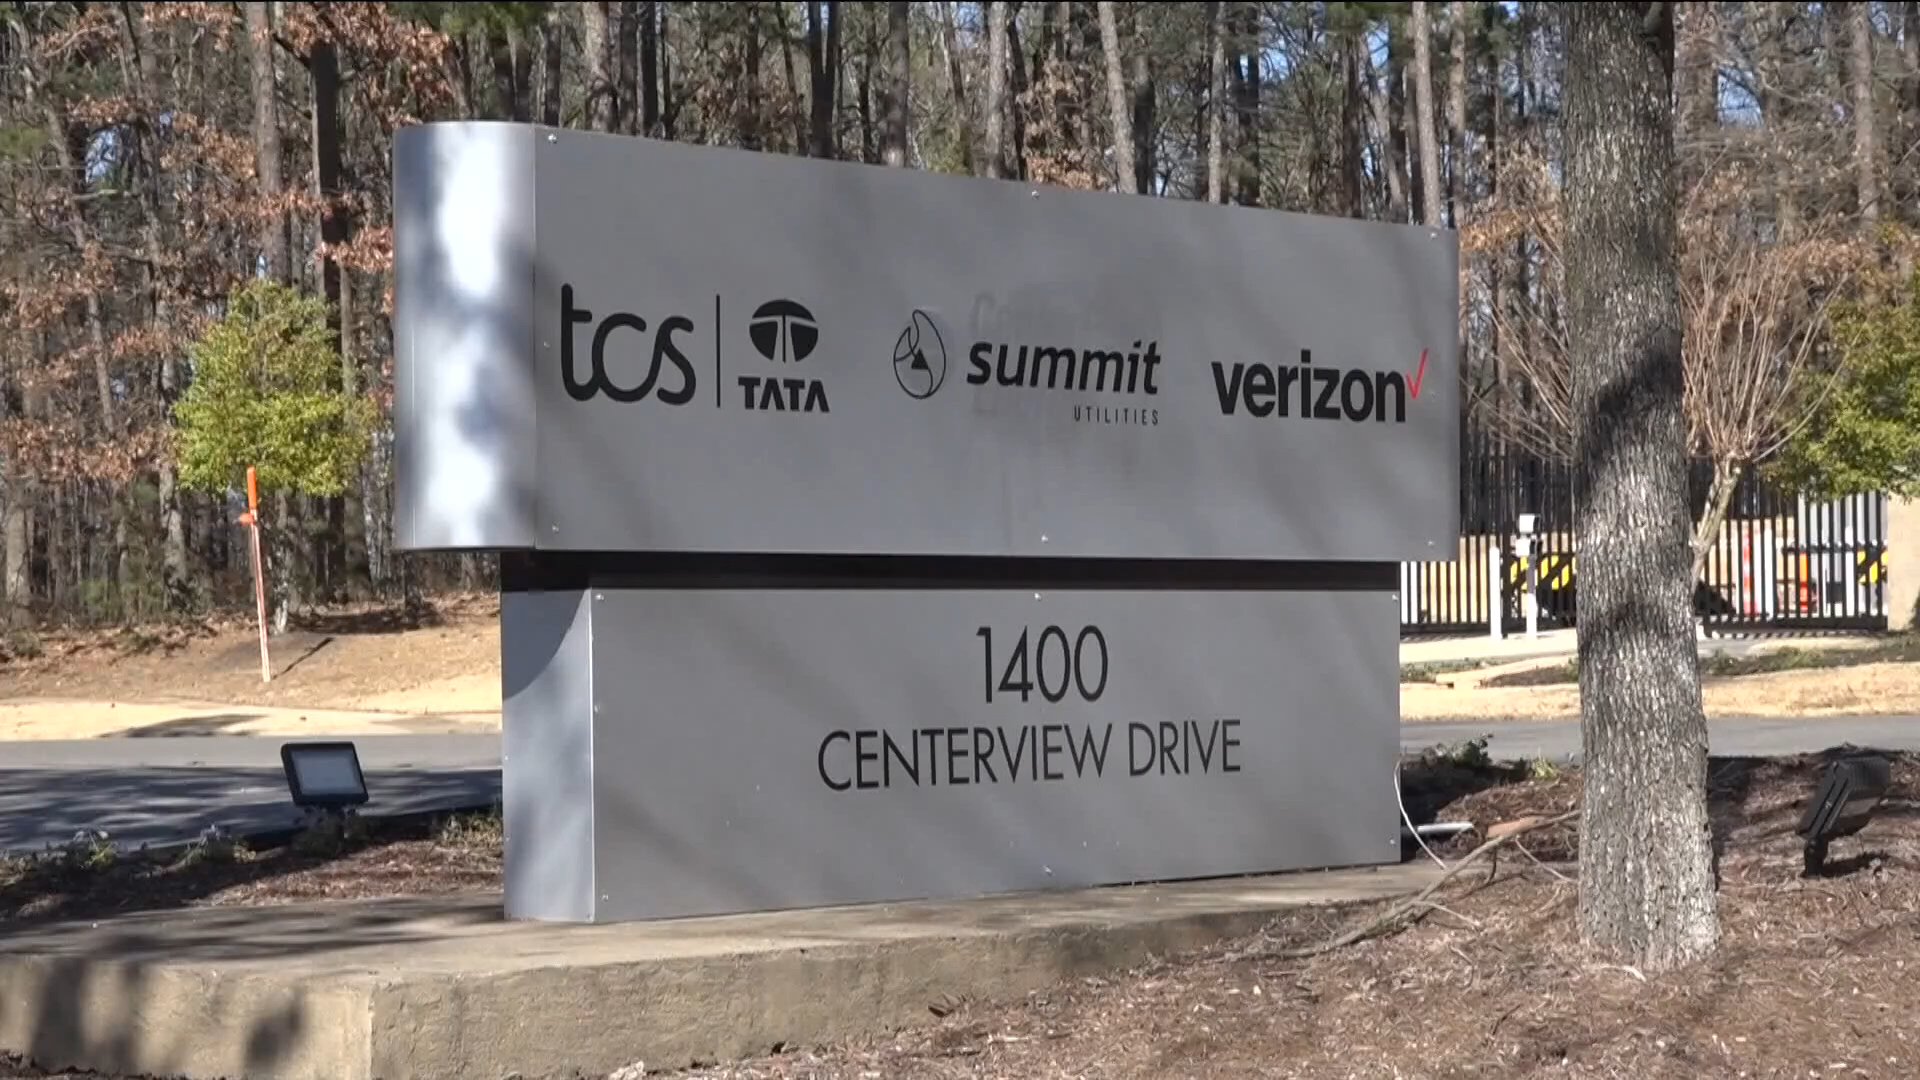 tcs TATA
summit
UTILITIES
verizon
1400
CENTERVIEW DRIVE